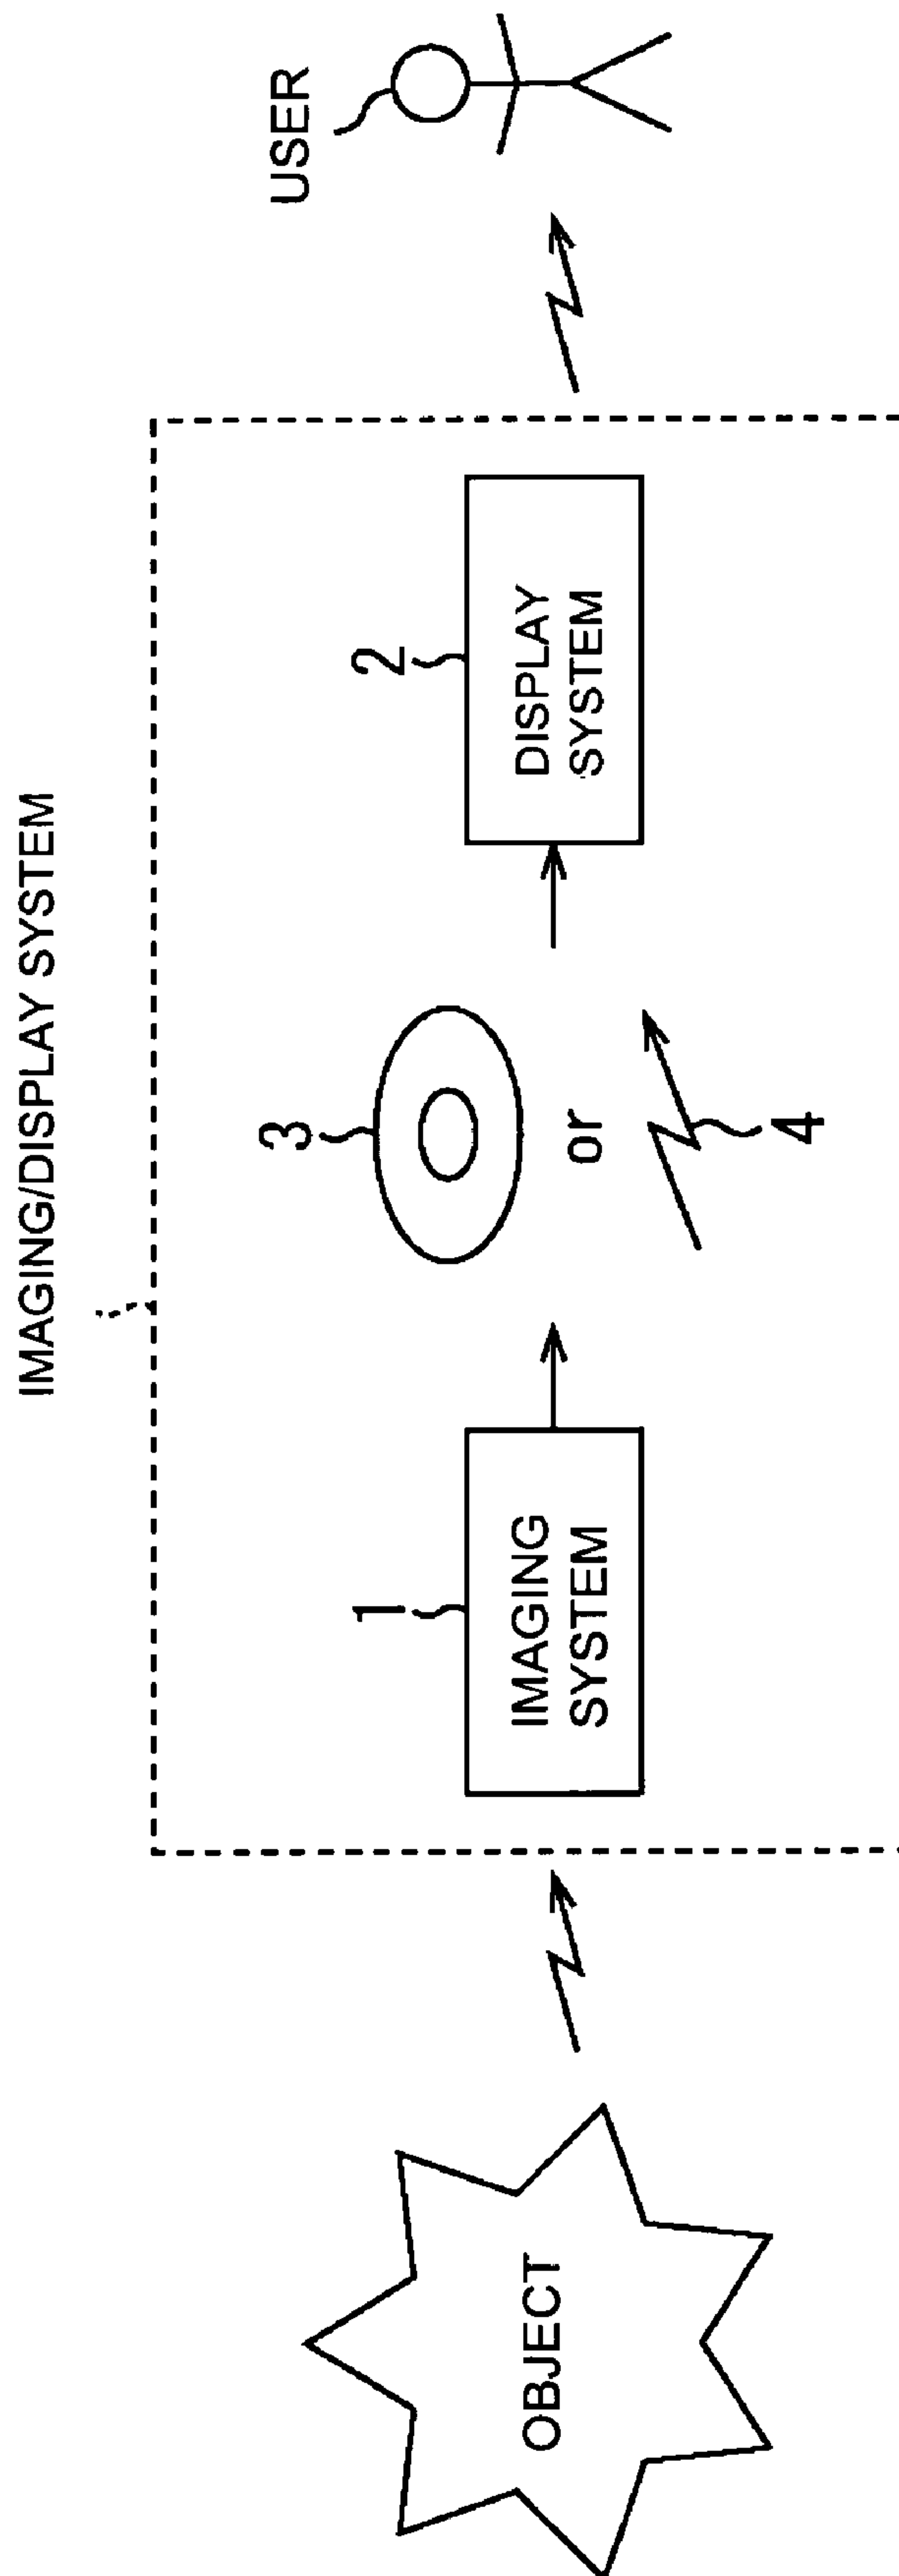 IMAGING/DISPLAY SYSTEM
OBJECT
1
IMAGING
SYSTEM
3
or
4
2
DISPLAY
SYSTEM
USER